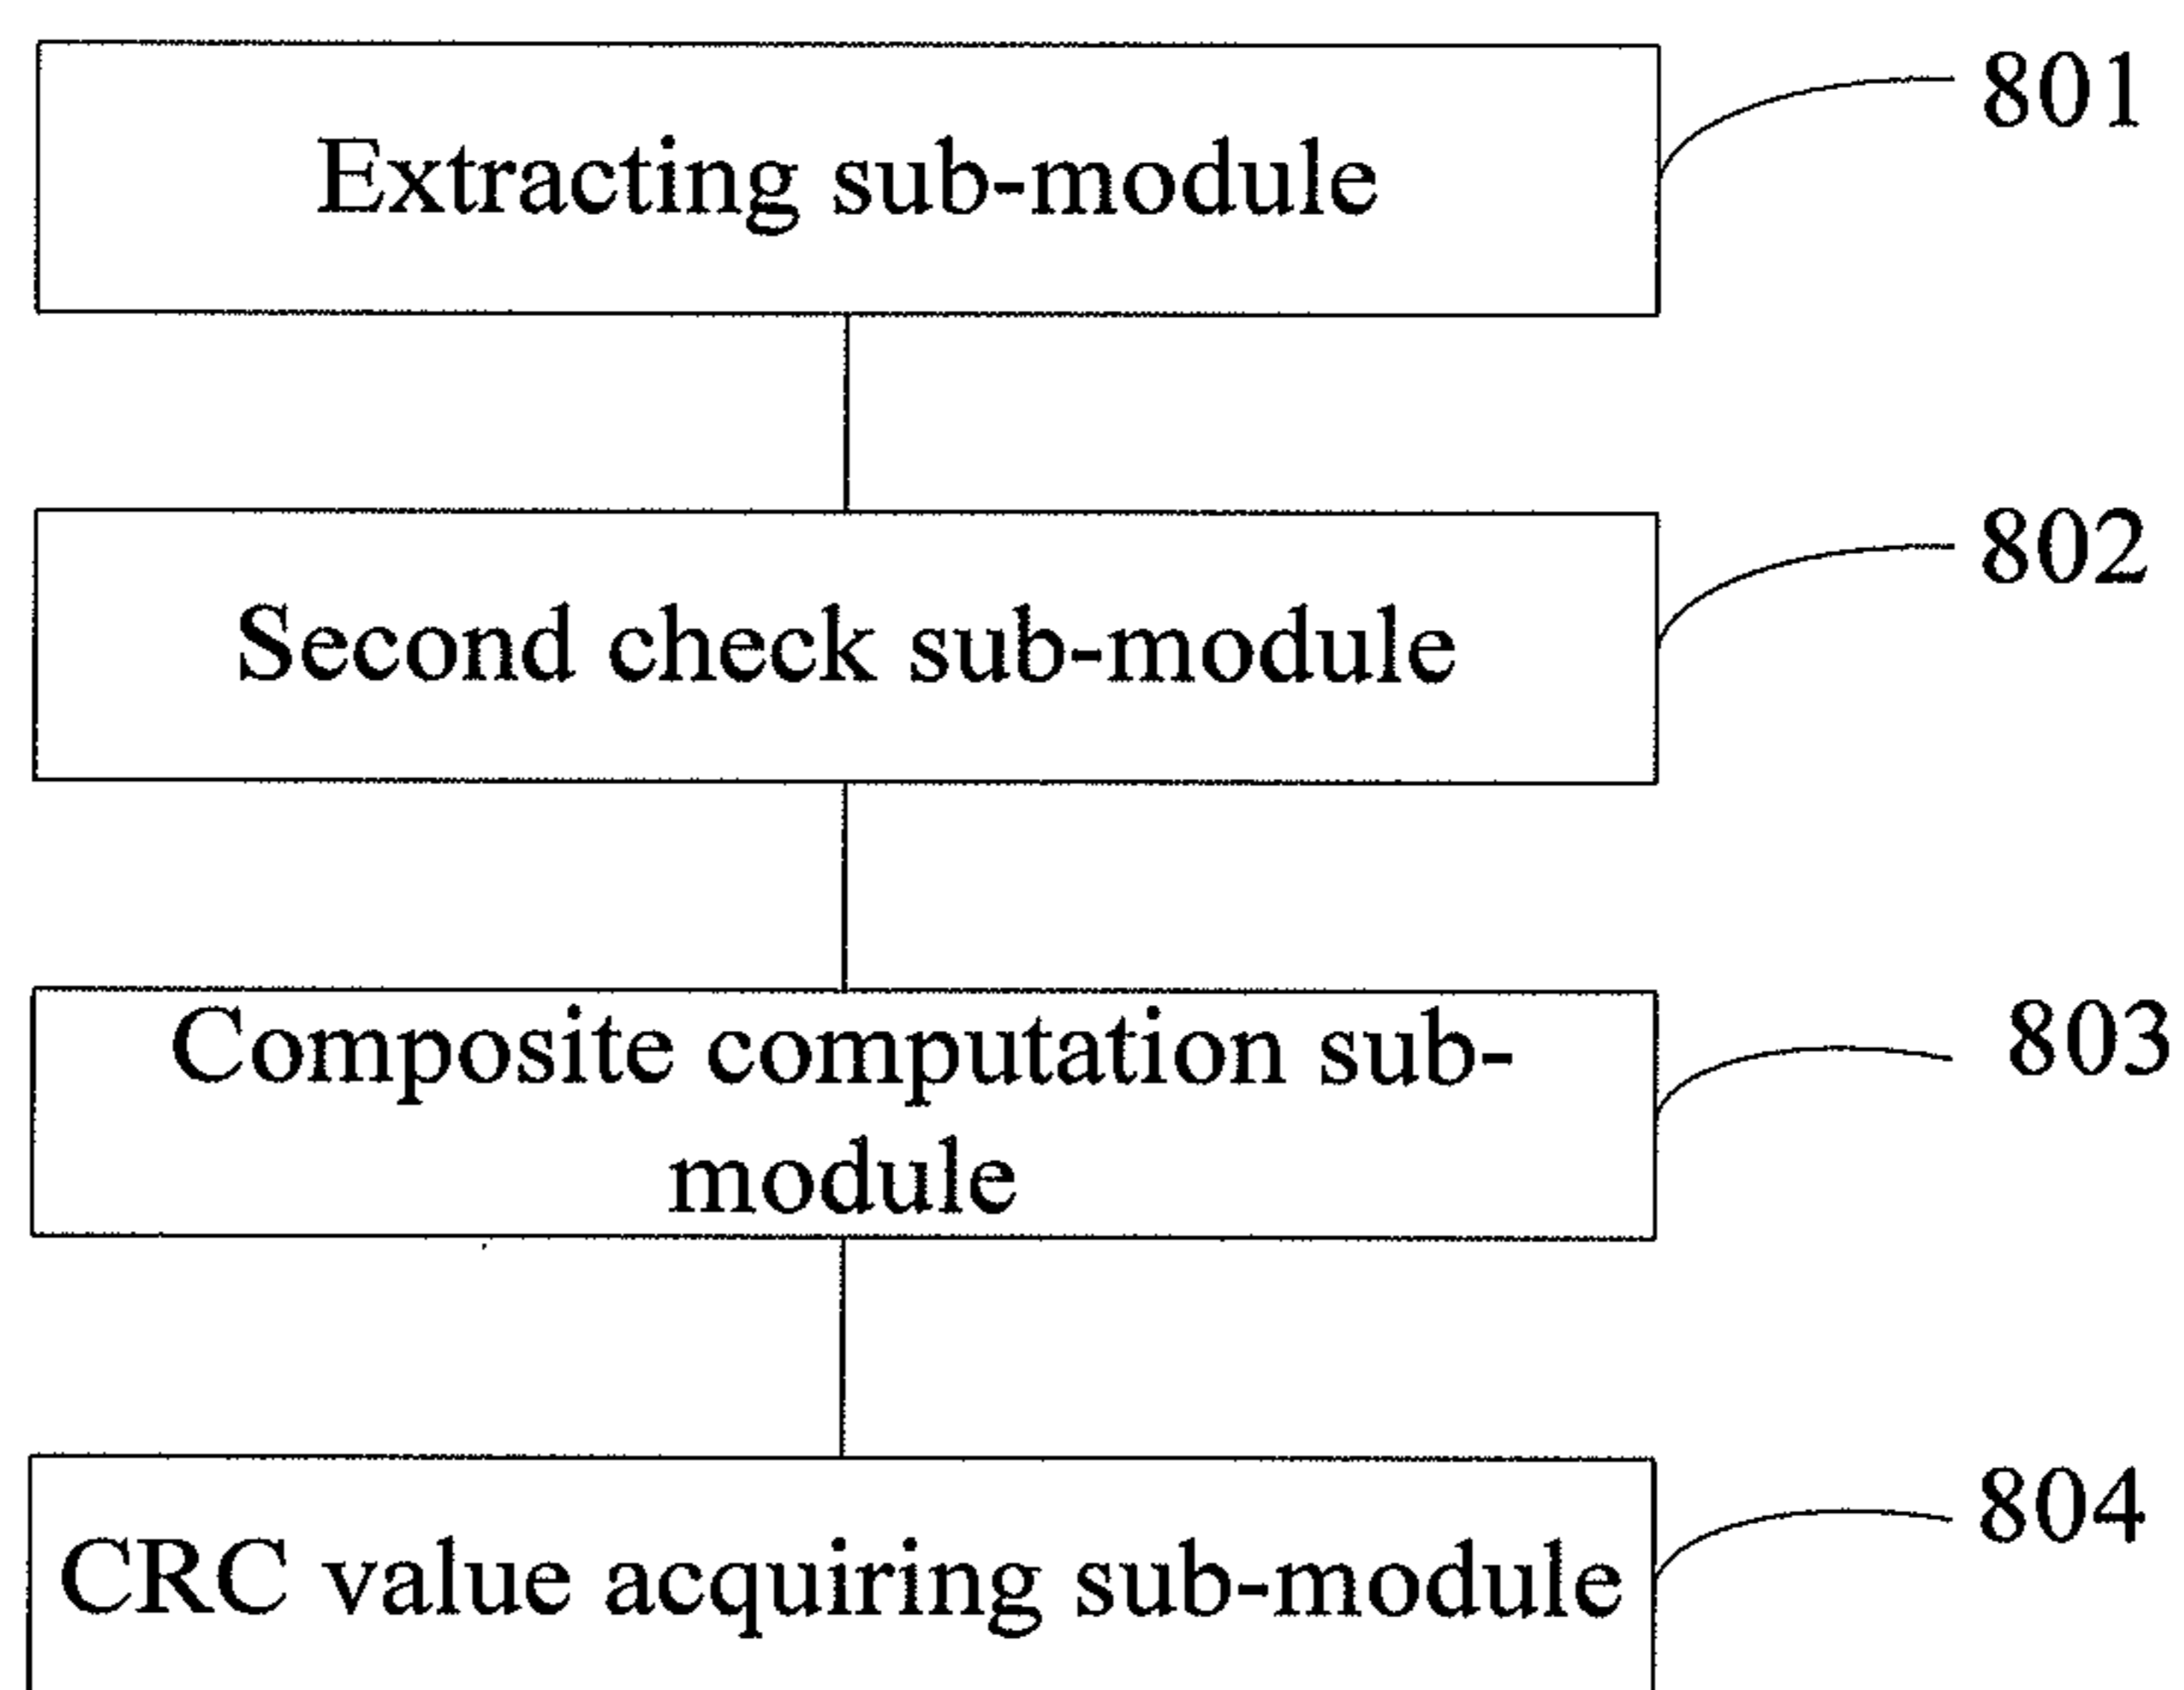 Extracting sub-module
801
Second check sub-module
802
Composite computation sub-
module
803
CRC value acquiring sub-module
804